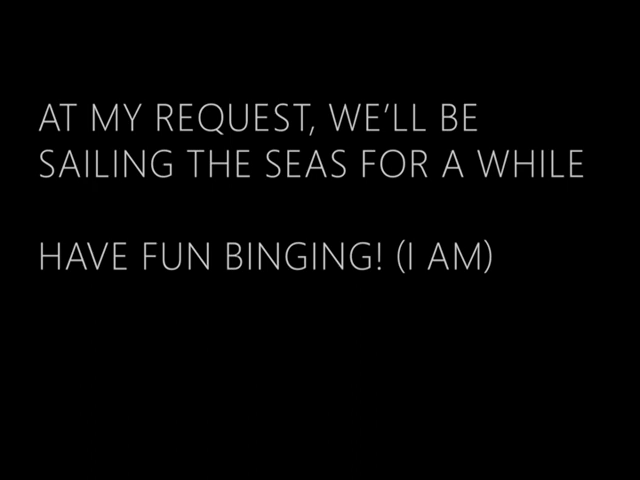 AT MY REQUEST, WE’LL BE
SAILING THE SEAS FOR A WHILE
HAVE FUN BINGING! (I AM)